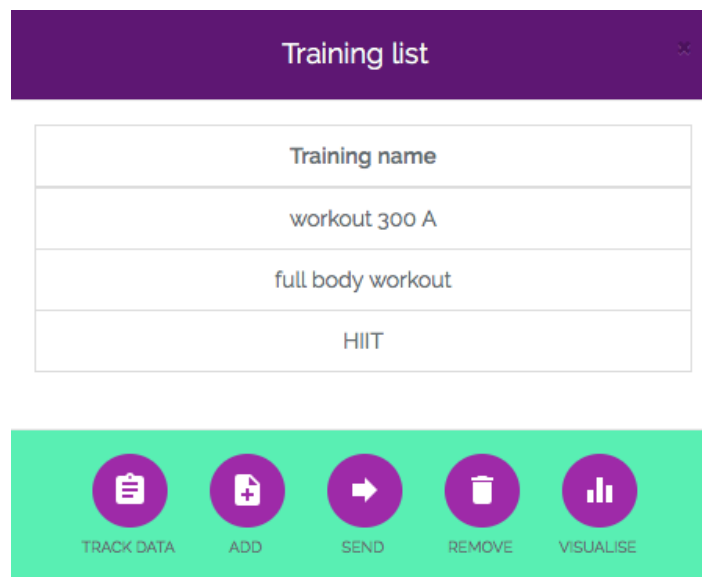 Training list
Training name
workout 300 A
full body workout
HIIT
TRACK DATA ADD SEND REMOVE VISUALISE